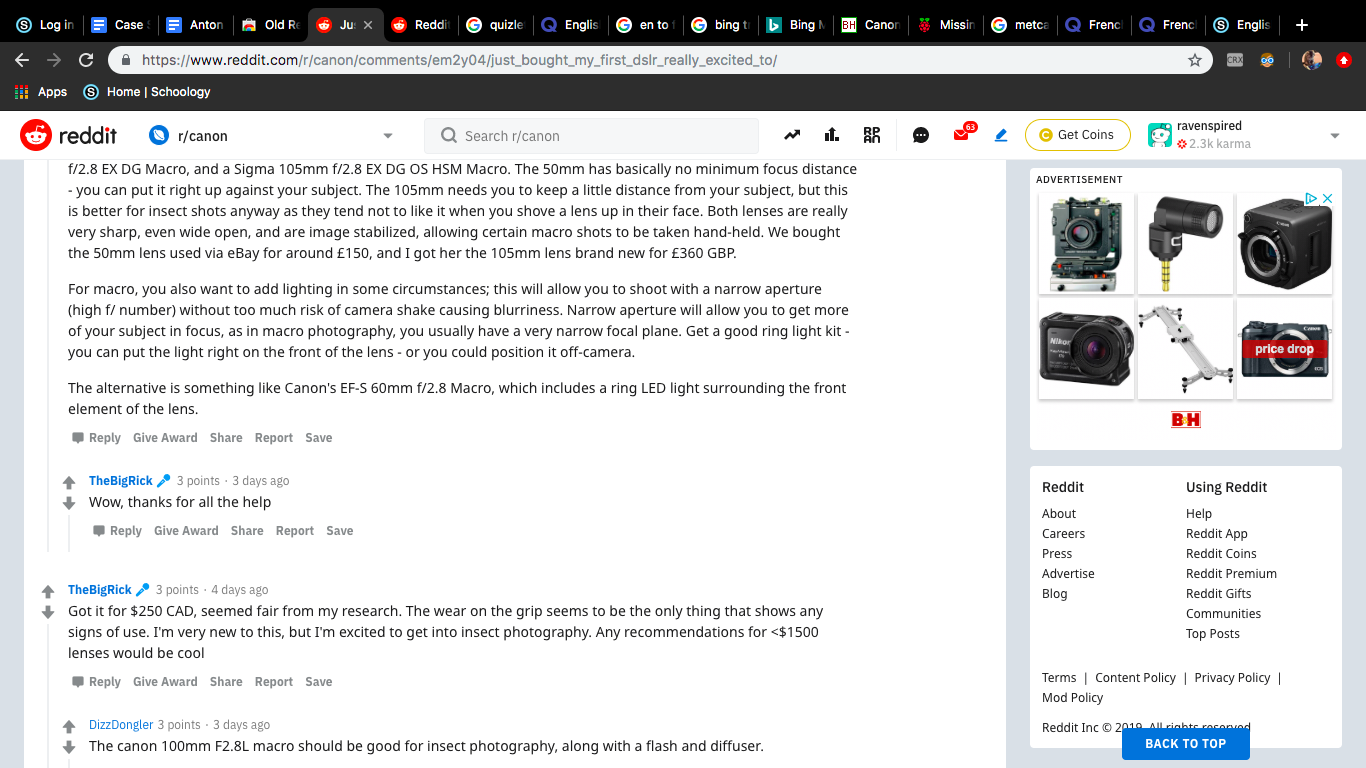 Log in
Case S
Anton
Old Re
Jus
Reddit
quizle
Englis
en to f
bing tr
Bing M
BH
Canon
Missin
metca
Frencl
Frencl
Englis
https://www.reddit.com/r/canon/comments/em2y04/just_bought_my_first_dslr_really_excited_to/
CRX
Apps
Home | Schoology
reddit
r/canon
Search r/canon
63
Get Coins
ravenspired
2.3k karma
f/2.8 EX DG Macro, and a Sigma 105mm f/2.8 EX DG OS HSM Macro. The 50mm has basically no minimum focus distance
- you can put it right up against your subject. The 105mm needs you to keep a little distance from your subject, but this
is better for insect shots anyway as they tend not to like it when you shove a lens up in their face. Both lenses are really
very sharp, even wide open, and are image stabilized, allowing certain macro shots to be taken hand-held. We bought
the 50mm lens used via eBay for around £150, and I got her the 105mm lens brand new for £360 GBP.
For macro, you also want to add lighting in some circumstances; this will allow you to shoot with a narrow aperture
(high f/ number) without too much risk of camera shake causing blurriness. Narrow aperture will allow you to get more
of your subject in focus, as in macro photography, you usually have a very narrow focal plane. Get a good ring light kit -
you can put the light right on the front of the lens - or you could position it off-camera.
The alternative is something like Canon's EF-S 60mm f/2.8 Macro, which includes a ring LED light surrounding the front
element of the lens.
Reply Give Award Share Report Save
TheBigRick 3 points · 3 days ago
Wow, thanks for all the help
Reply Give Award Share Report Save
TheBigRick 3 points · 4 days ago
Got it for $250 CAD, seemed fair from my research. The wear on the grip seems to be the only thing that shows any
signs of use. I'm very new to this, but I'm excited to get into insect photography. Any recommendations for <$1500
lenses would be cool
Reply Give Award Share Report Save
DizzDongler 3 points · 3 days ago
The canon 100mm F2.8L macro should be good for insect photography, along with a flash and diffuser.
ADVERTISEMENT
Canon
Nikon
Canon
price drop
EOS
B&H
Reddit
About
Careers
Press
Advertise
Blog
Using Reddit
Help
Reddit App
Reddit Coins
Reddit Premium
Reddit Gifts
Communities
Top Posts
Terms | Content Policy | Privacy Policy |
Mod Policy
Reddit Inc © 2019. All rights reserved
BACK TO TOP